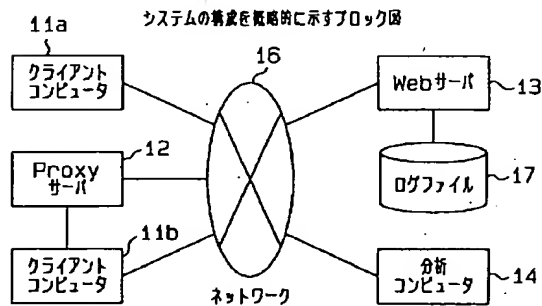 システムの構成を概略的に示すブロック図
11a
クライアント
コンピュータ
16
Webサーバ
13
12
Proxy
サーバ
ログファイル
17
11b
クライアント
コンピュータ
ネットワーク
分析
コンピュータ
14